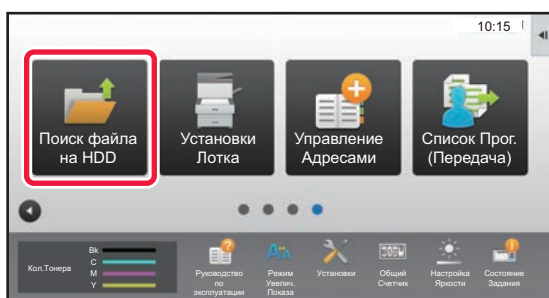 10:15
Поиск файла
на HDD
Установки
Лотка
Управление
Адресами
Список Прог.
(Передача)
Кол.Тонера
Bk
C
M
Y
Руководство
по
эксплуатации
Режим
Увелич.
Показа
Установки
Общий
Счетчик
Настройка
Яркости
Состояние
Задания